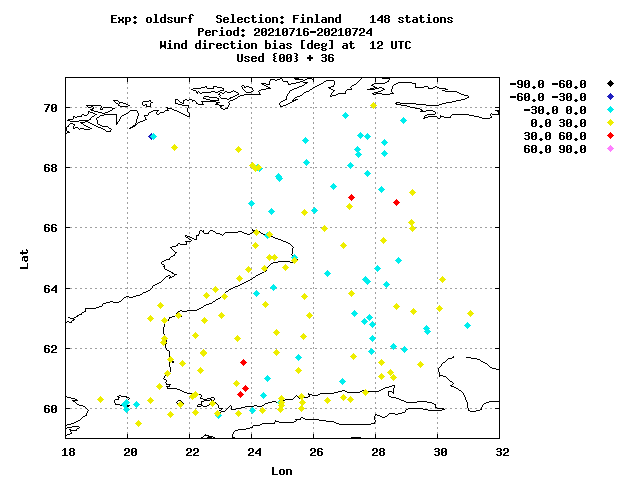 Exp: oldsurf   Selection: Finland    148 stations
Period: 20210716-20210724
Wind direction bias [deg] at  12 UTC
Used {00} + 36
-90.0 -60.0
-60.0 -30.0
-30.0 0.0
0.0 30.0
30.0 60.0
60.0 90.0
70
68
66
64
62
60
Lat
18 20 22 24 26 28 30 32
Lon